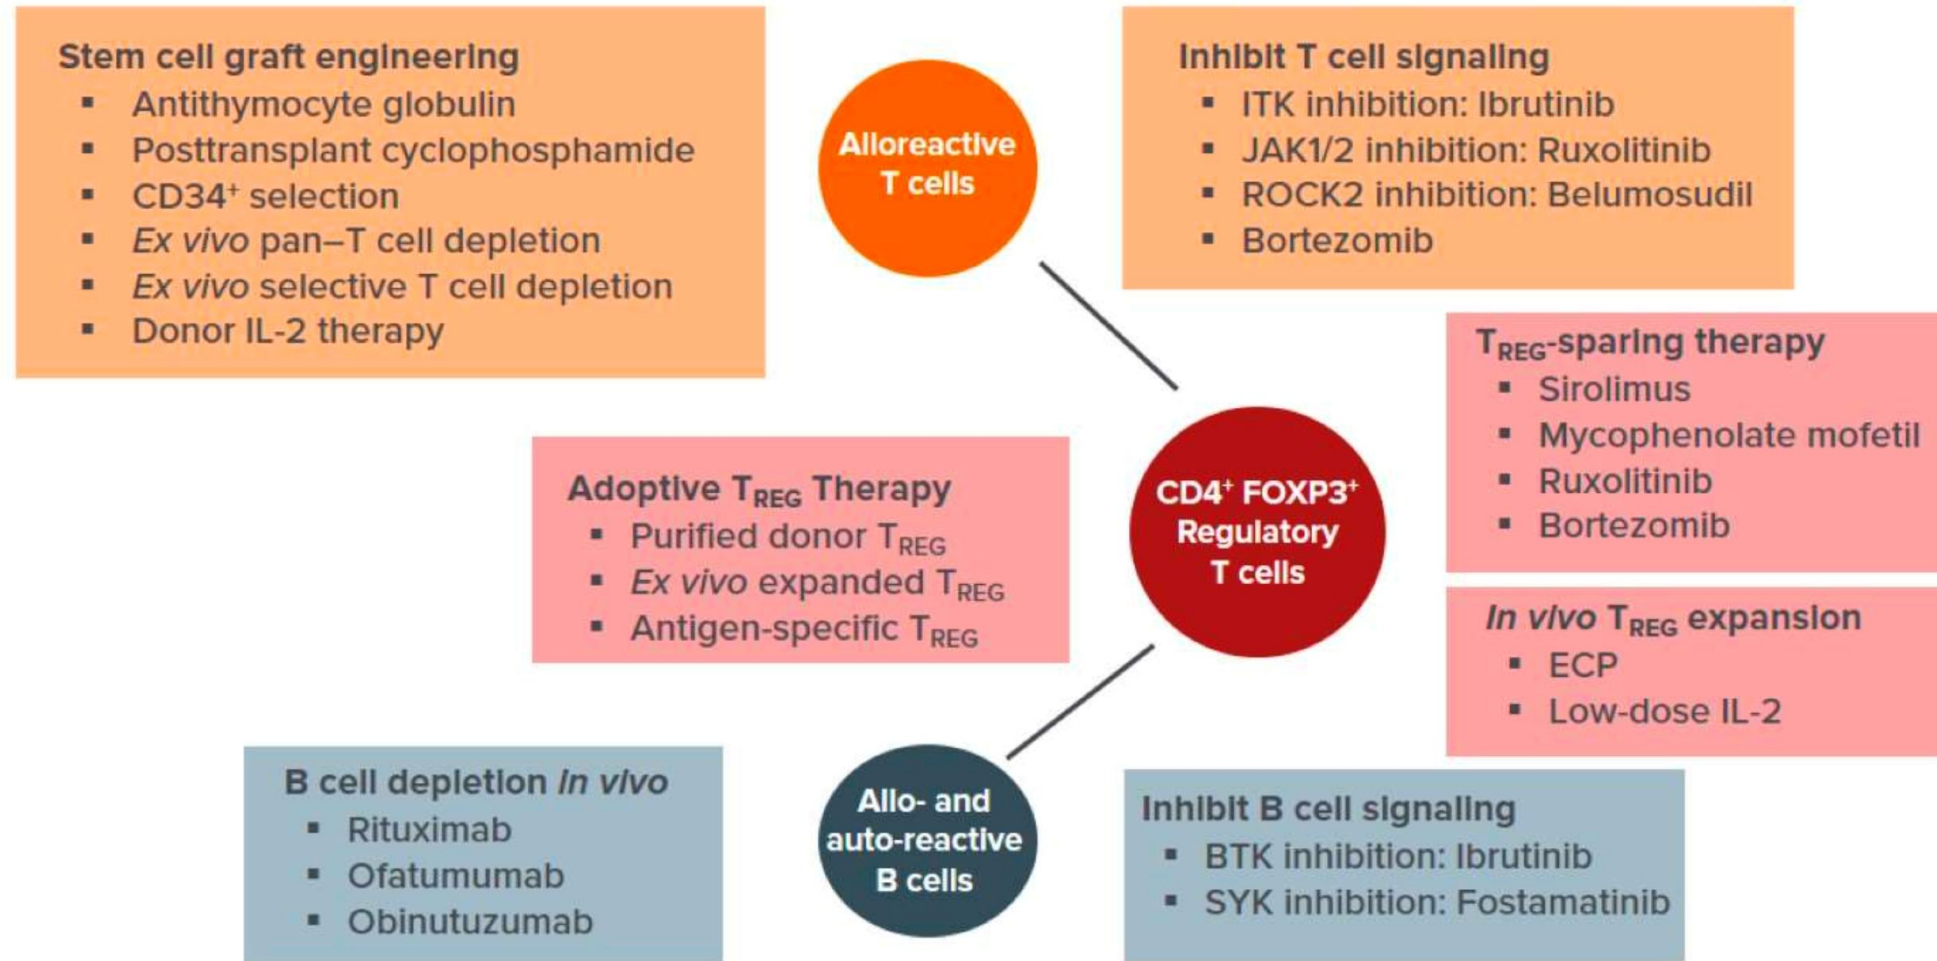 Stem cell graft engineering
▪ Antithymocyte globulin
▪ Posttransplant cyclophosphamide
▪ CD34⁺ selection
▪ Ex vivo pan–T cell depletion
▪ Ex vivo selective T cell depletion
▪ Donor IL-2 therapy
Alloreactive
T cells
Inhibit T cell signaling
▪ ITK inhibition: Ibrutinib
▪ JAK1/2 inhibition: Ruxolitinib
▪ ROCK2 inhibition: Belumosudil
▪ Bortezomib
Adoptive TREG Therapy
▪ Purified donor TREG
▪ Ex vivo expanded TREG
▪ Antigen-specific TREG
CD4⁺ FOXP3⁺
Regulatory
T cells
TREG-sparing therapy
▪ Sirolimus
▪ Mycophenolate mofetil
▪ Ruxolitinib
▪ Bortezomib
In vivo TREG expansion
▪ ECP
▪ Low-dose IL-2
B cell depletion in vivo
▪ Rituximab
▪ Ofatumumab
▪ Obinutuzumab
Allo- and
auto-reactive
B cells
Inhibit B cell signaling
▪ BTK inhibition: Ibrutinib
▪ SYK inhibition: Fostamatinib